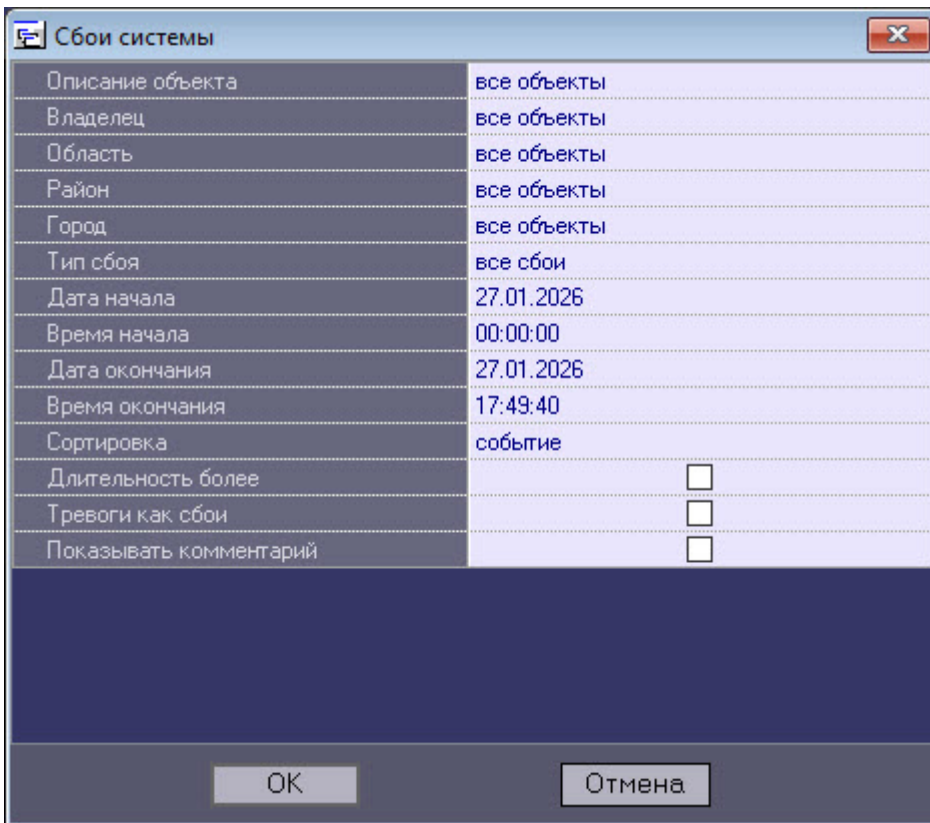 Сбои системы
Описание объекта все объекты
Владелец все объекты
Область все объекты
Район все объекты
Город все объекты
Тип сбоя все сбои
Дата начала 27.01.2026
Время начала 00:00:00
Дата окончания 27.01.2026
Время окончания 17:49:40
Сортировка событие
Длительность более
Тревоги как сбои
Показывать комментарий
OK Отмена